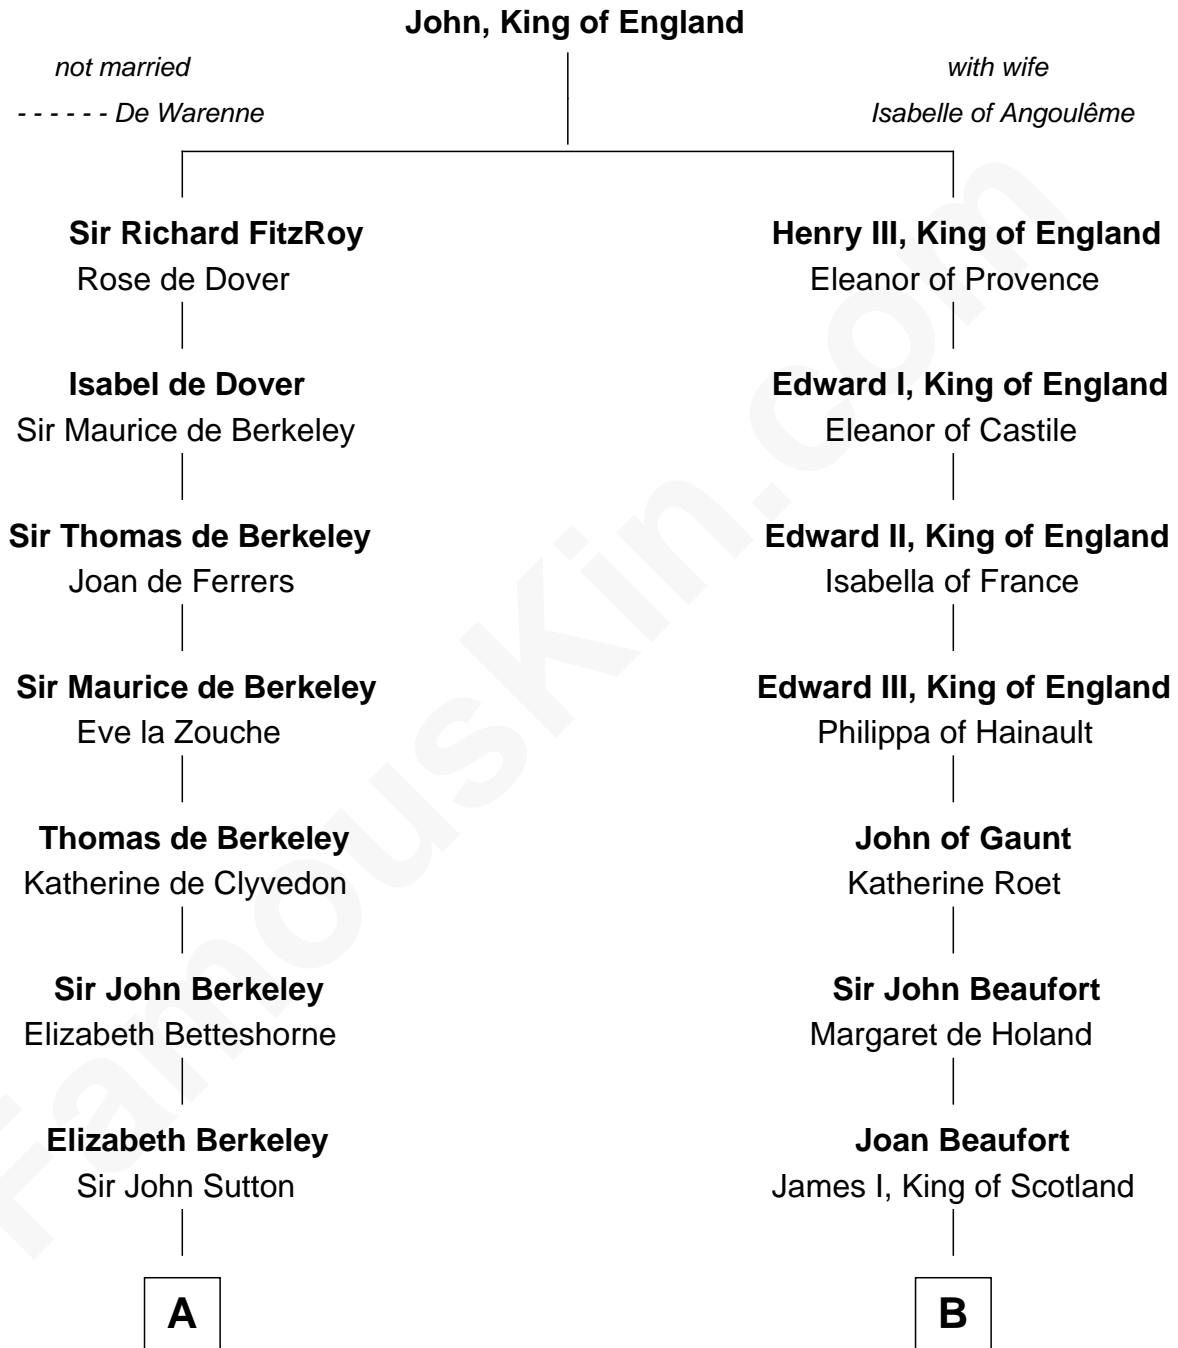 John, King of England
not married
with wife
- - - - - - De Warenne
Isabelle of Angoulême
Sir Richard FitzRoy
Henry III, King of England
Rose de Dover
Eleanor of Provence
Isabel de Dover
Edward I, King of England
Sir Maurice de Berkeley
Eleanor of Castile
Sir Thomas de Berkeley
Edward II, King of England
Joan de Ferrers
Isabella of France
Sir Maurice de Berkeley
Edward III, King of England
Eve la Zouche
Philippa of Hainault
Thomas de Berkeley
John of Gaunt
Katherine de Clyvedon
Katherine Roet
Sir John Berkeley
Sir John Beaufort
Elizabeth Betteshorne
Margaret de Holand
Elizabeth Berkeley
Joan Beaufort
Sir John Sutton
James I, King of Scotland
A
B
FamousKin.com